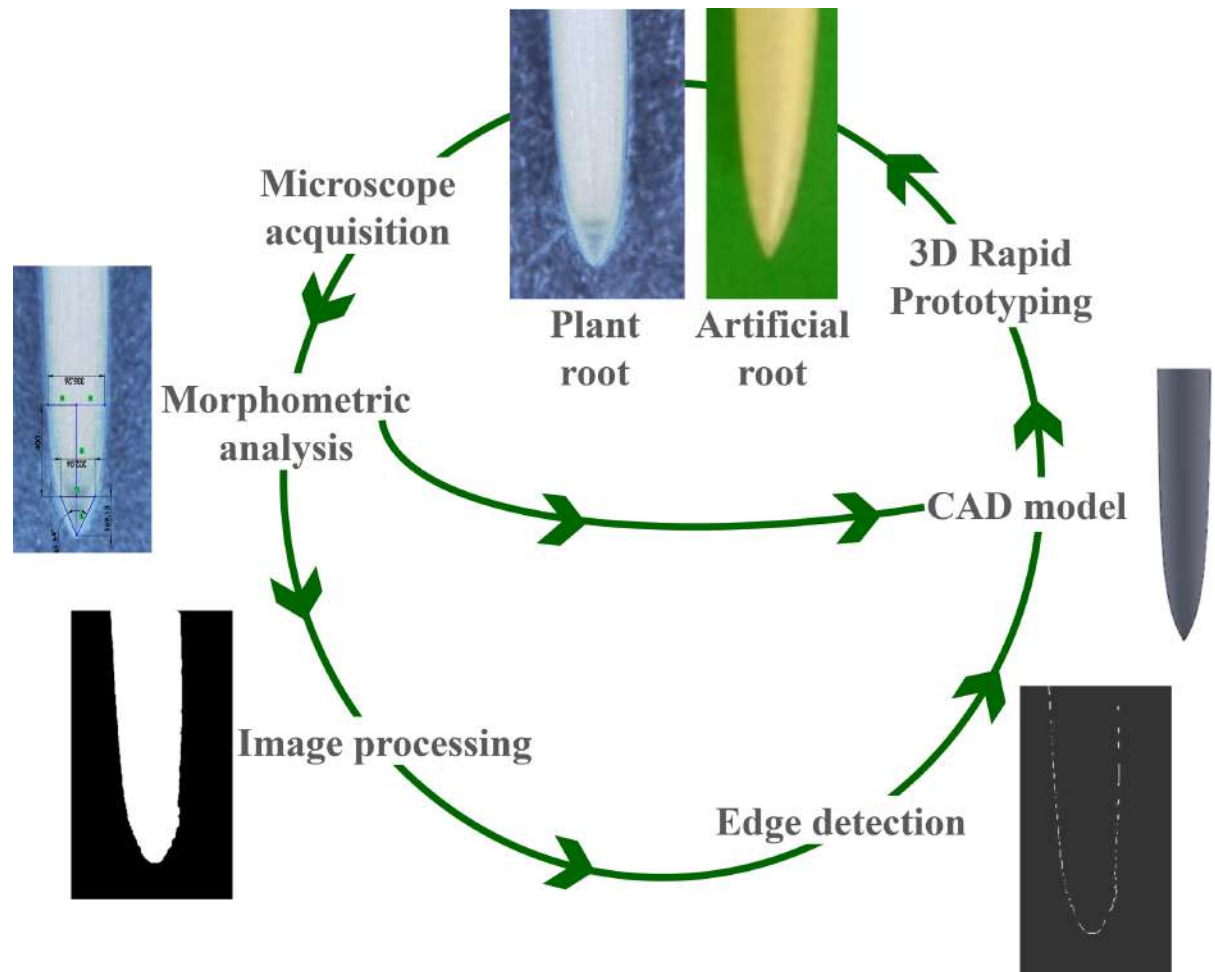 Plant
root
Artificial
root
Microscope
acquisition
3D Rapid
Prototyping
Morphometric
analysis
CAD model
Image processing
Edge detection